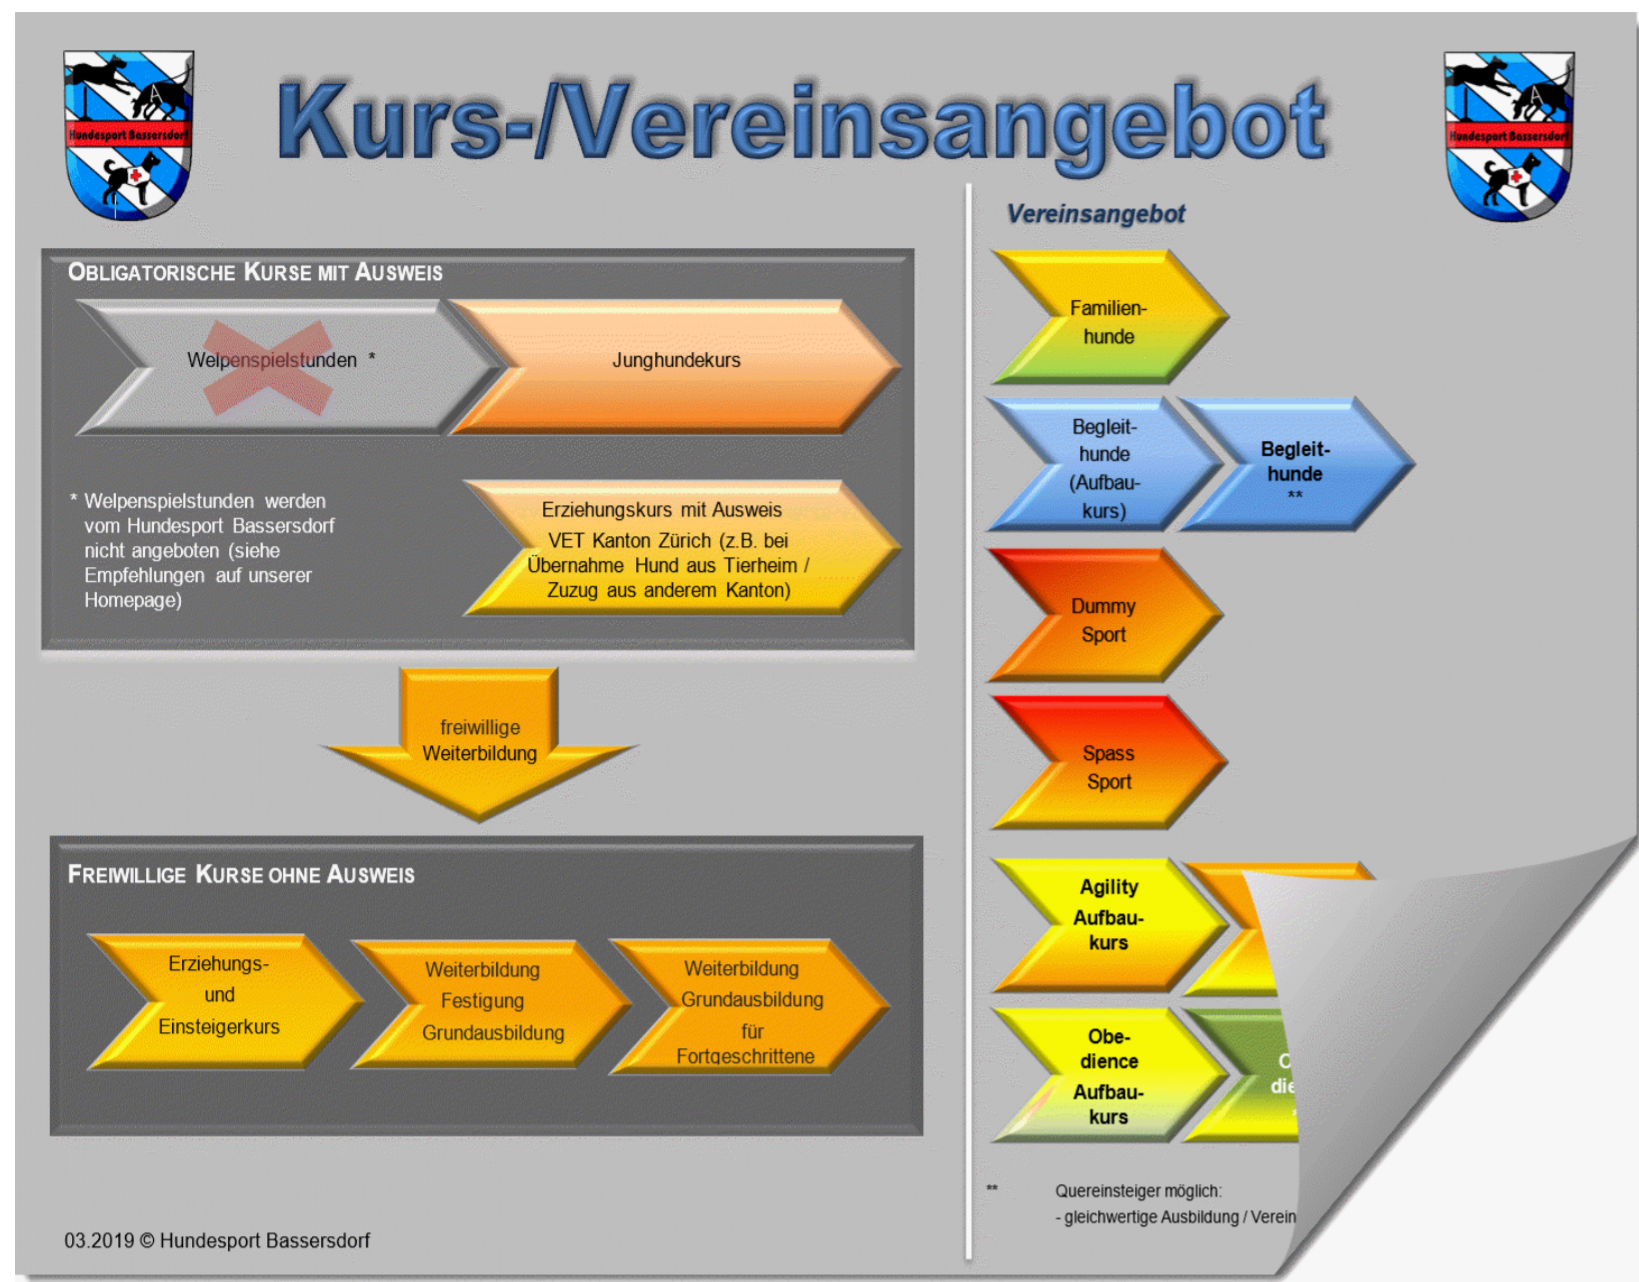 Kurs-/Vereinsangebot
Hundesport Bassersdorf
Hundesport Bassersdorf
OBLIGATORISCHE KURSE MIT AUSWEIS
Welpenspielstunden *
Junghundekurs
* Welpenspielstunden werden
vom Hundesport Bassersdorf
nicht angeboten (siehe
Empfehlungen auf unserer
Homepage)
Erziehungskurs mit Ausweis
VET Kanton Zürich (z.B. bei
Übernahme Hund aus Tierheim /
Zuzug aus anderem Kanton)
freiwillige
Weiterbildung
FREIWILLIGE KURSE OHNE AUSWEIS
Erziehungs-
und
Einsteigerkurs
Weiterbildung
Festigung
Grundausbildung
Weiterbildung
Grundausbildung
für
Fortgeschrittene
03.2019 © Hundesport Bassersdorf
Vereinsangebot
Familien-
hunde
Begleit-
hunde
(Aufbau-
kurs)
Begleit-
hunde
**
Dummy
Sport
Spass
Sport
Agility
Aufbau-
kurs
Obe-
dience
Aufbau-
kurs
** Quereinsteiger möglich:
- gleichwertige Ausbildung / Verein